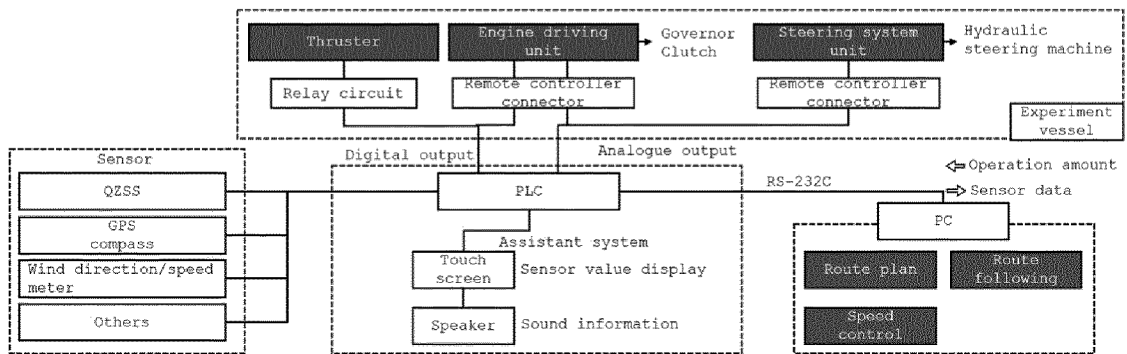 Thruster
Engine driving
unit
Governor
Clutch
Steering system
unit
Hydraulic
steering machine
Relay circuit
Remote controller
connector
Remote controller
connector
Experiment
vessel
Sensor
Digital output
Analogue output
QZSS
PLC
RS-232C
Operation amount
Sensor data
GPS
compass
PC
Assistant system
Wind direction/speed
meter
Touch
screen
Sensor value display
Route plan
Route
following
Others
Speaker
Sound information
Speed
control